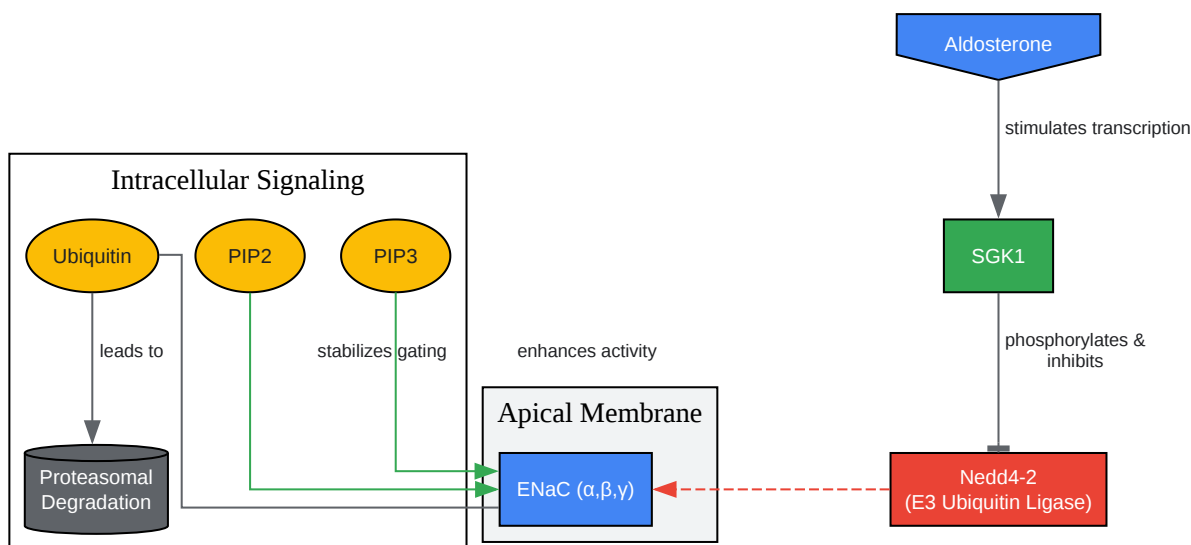 Aldosterone
stimulates transcription
Intracellular Signaling
Ubiquitin
PIP2
PIP3
SGK1
leads to
stabilizes gating
enhances activity
phosphorylates &
inhibits
Apical Membrane
Proteasomal
Degradation
ENaC (α,β,γ)
Nedd4-2
(E3 Ubiquitin Ligase)